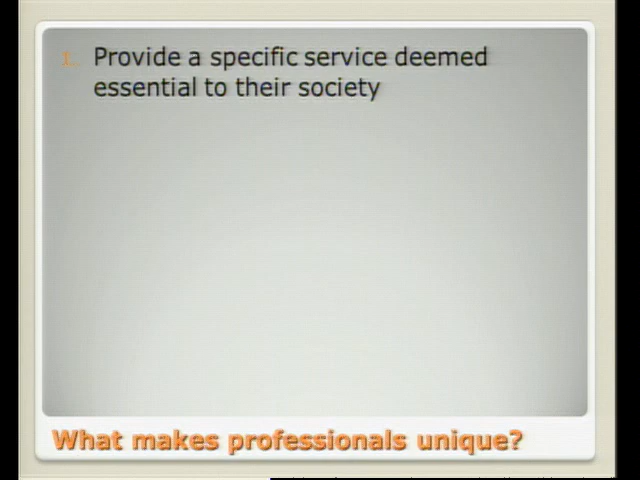 1. Provide a specific service deemed
essential to their society
What makes professionals unique?